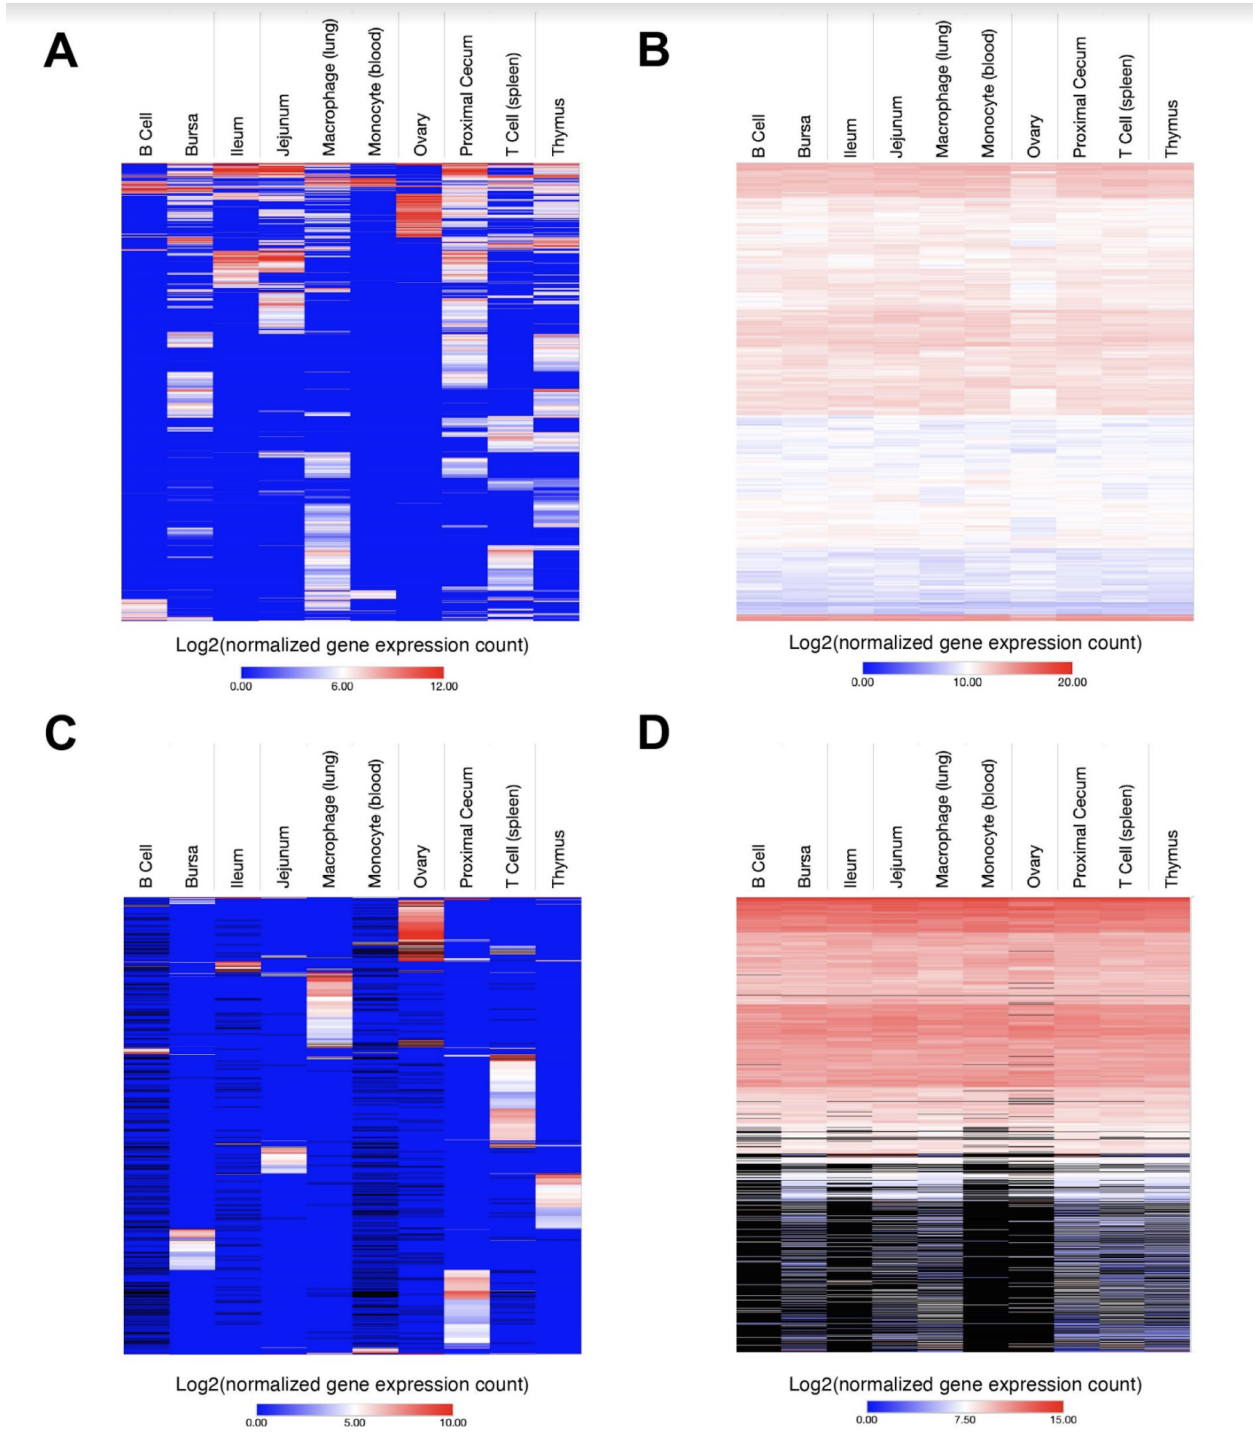 A
B Cell
Bursa
Ileum
Jejunum
Macrophage (lung)
Monocyte (blood)
Ovary
Proximal Cecum
T Cell (spleen)
Thymus
Log2(normalized gene expression count)
0.00 6.00 12.00
B
B Cell
Bursa
Ileum
Jejunum
Macrophage (lung)
Monocyte (blood)
Ovary
Proximal Cecum
T Cell (spleen)
Thymus
Log2(normalized gene expression count)
0.00 10.00 20.00
C
B Cell
Bursa
Ileum
Jejunum
Macrophage (lung)
Monocyte (blood)
Ovary
Proximal Cecum
T Cell (spleen)
Thymus
Log2(normalized gene expression count)
0.00 5.00 10.00
D
B Cell
Bursa
Ileum
Jejunum
Macrophage (lung)
Monocyte (blood)
Ovary
Proximal Cecum
T Cell (spleen)
Thymus
Log2(normalized gene expression count)
0.00 7.50 15.00